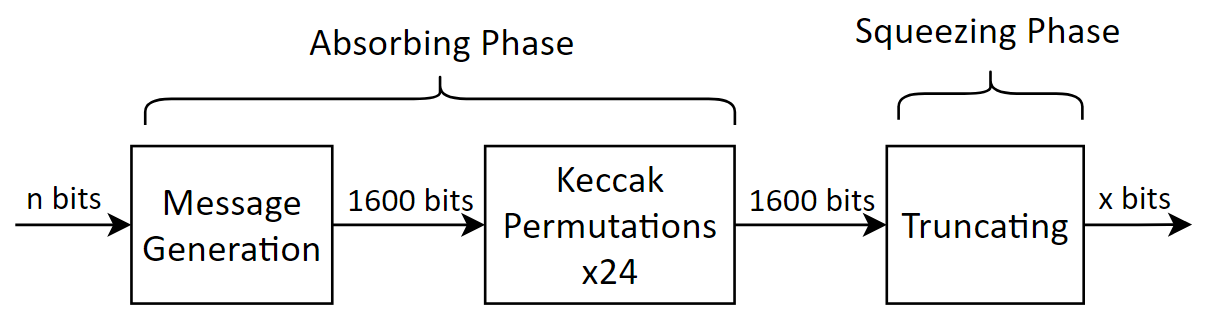 Absorbing Phase
Squeezing Phase
n bits
Message
Generation
1600 bits
Keccak
Permutations
x24
1600 bits
Truncating
x bits